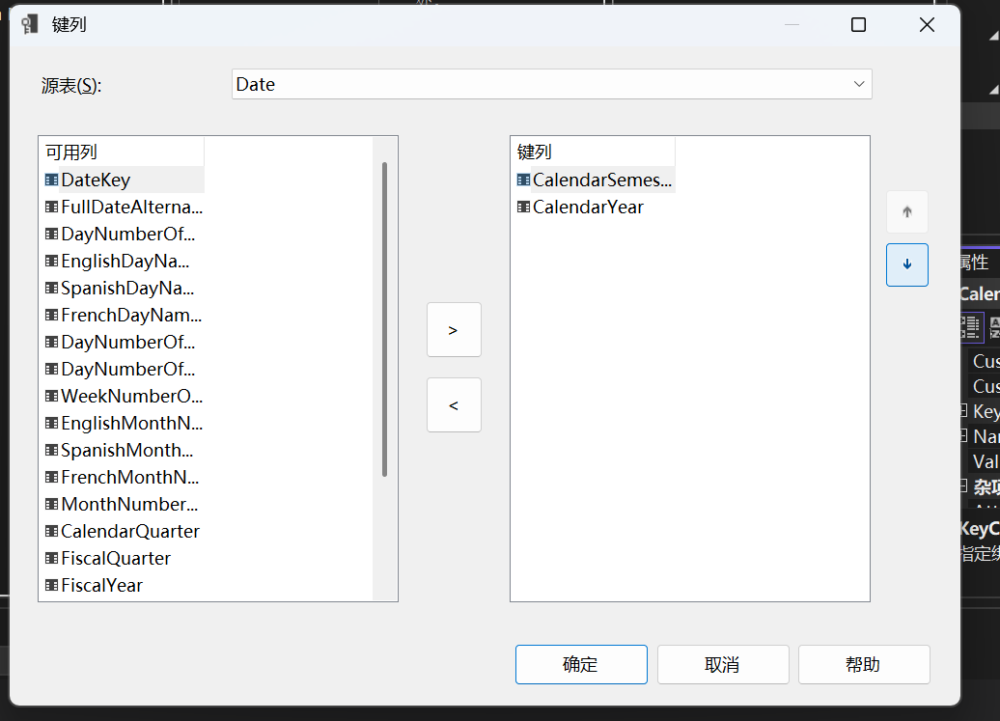 键列
源表(S):
Date
可用列
DateKey
FullDateAlterna...
DayNumberOf...
EnglishDayNa...
SpanishDayNa...
FrenchDayNam...
DayNumberOf...
DayNumberOf...
WeekNumberO...
EnglishMonthN...
SpanishMonth...
FrenchMonthN...
MonthNumber...
CalendarQuarter
FiscalQuarter
FiscalYear
>
<
键列
CalendarSemes...
CalendarYear
确定
取消
帮助
属性
Calen
Cus
Cus
Key
Nar
Val
杂项
KeyC
指定绑